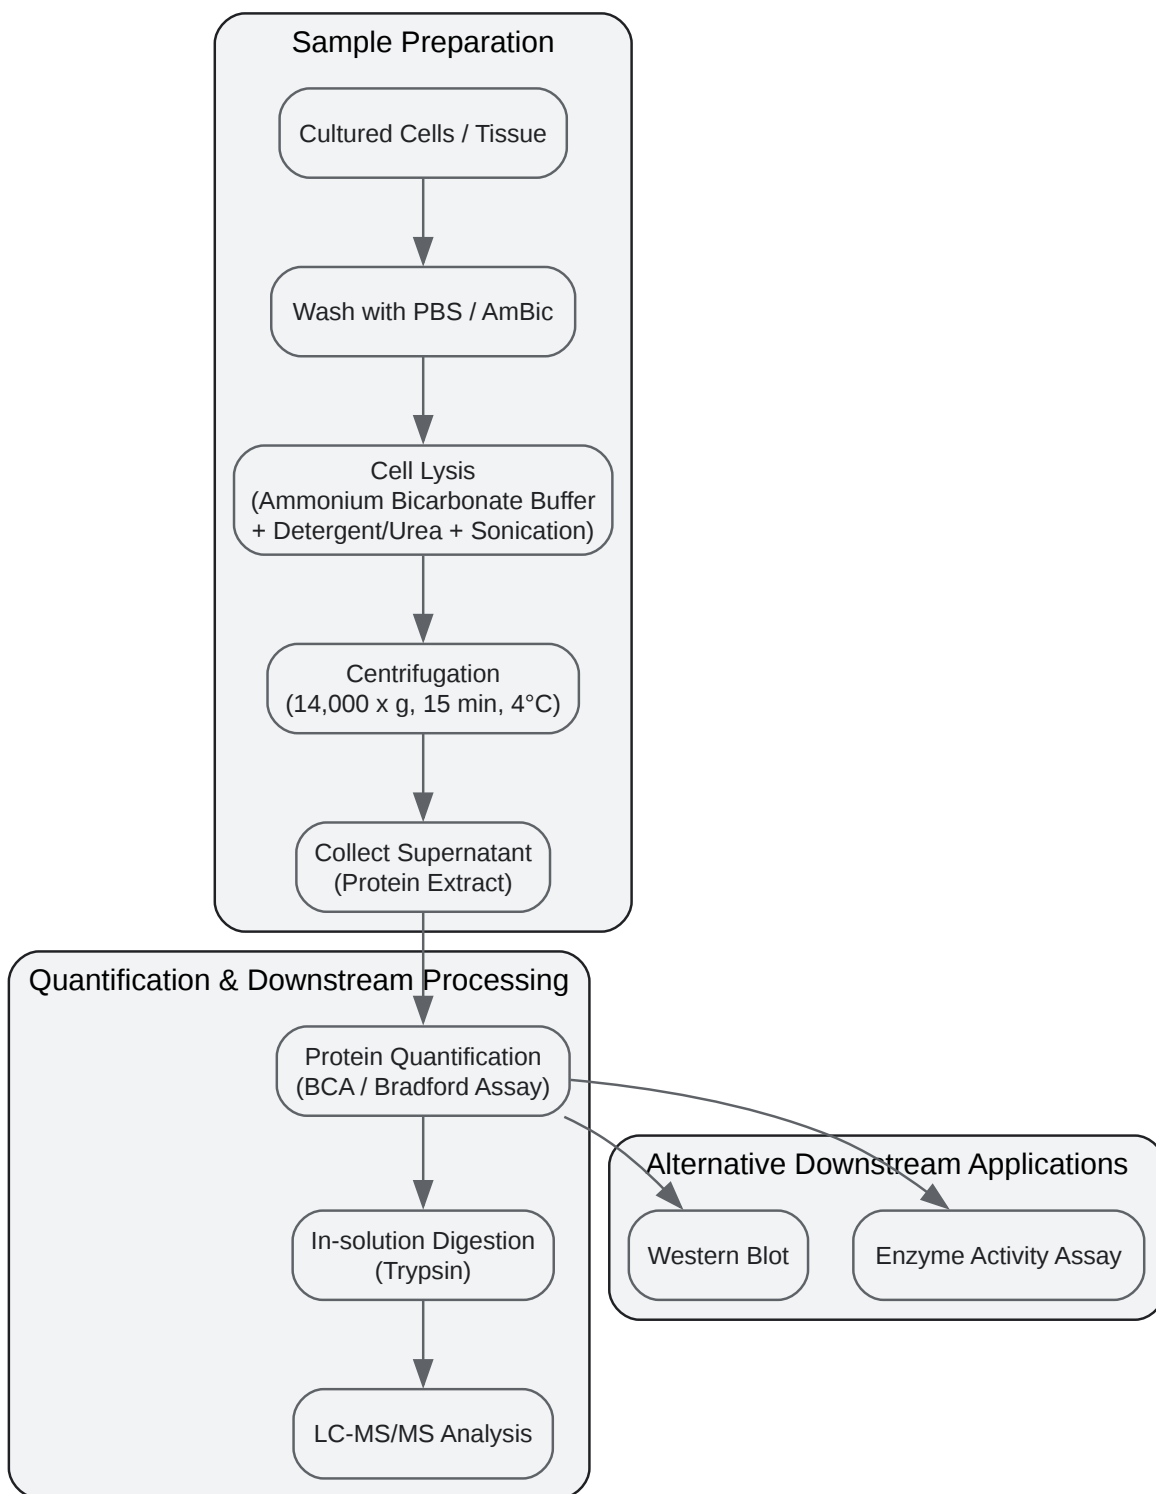 Sample Preparation
Cultured Cells / Tissue
Wash with PBS / AmBic
Cell Lysis
(Ammonium Bicarbonate Buffer
+ Detergent/Urea + Sonication)
Centrifugation
(14,000 x g, 15 min, 4°C)
Collect Supernatant
(Protein Extract)
Quantification & Downstream Processing
Protein Quantification
(BCA / Bradford Assay)
In-solution Digestion
(Trypsin)
LC-MS/MS Analysis
Alternative Downstream Applications
Western Blot
Enzyme Activity Assay